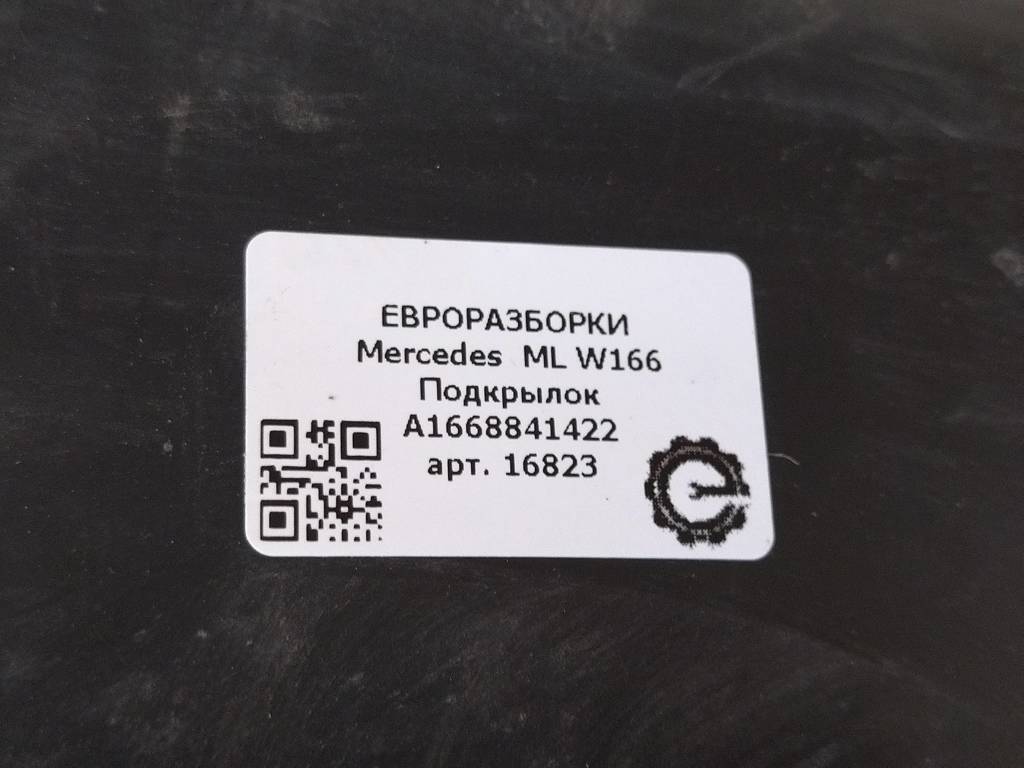 ЕВРОРАЗБОРКИ
Mercedes ML W166
Подкрылок
A1668841422
арт. 16823